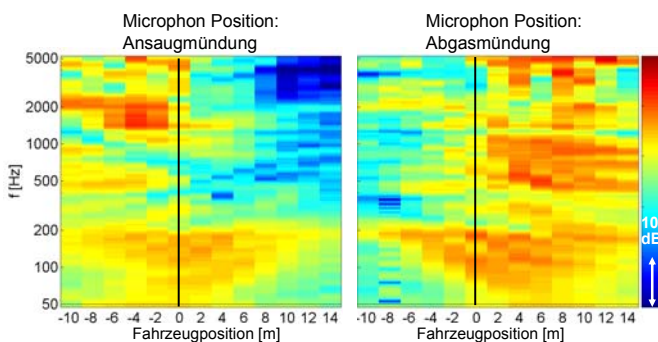 Microphon Position:
Ansaugmündung
Microphon Position:
Abgasmündung
f [Hz]
5000
2000
1000
500
200
100
50
-10 -8 -6 -4 -2 0 2 4 6 8 10 12 14
Fahrzeugposition [m]
-10 -8 -6 -4 -2 0 2 4 6 8 10 12 14
Fahrzeugposition [m]
10
dB